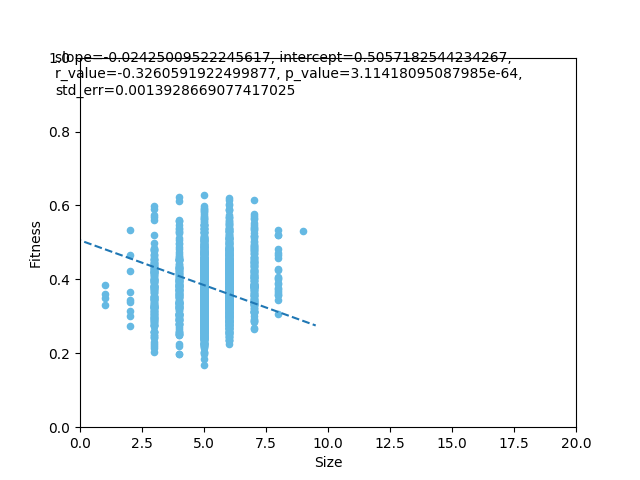 slope=-0.02425009522245617, intercept=0.5057182544234267,
r_value=-0.3260591922499877, p_value=3.11418095087985e-64,
std_err=0.0013928669077417025
1.0
0.8
0.6
0.4
0.2
0.0
Fitness
0.0 2.5 5.0 7.5 10.0 12.5 15.0 17.5 20.0
Size